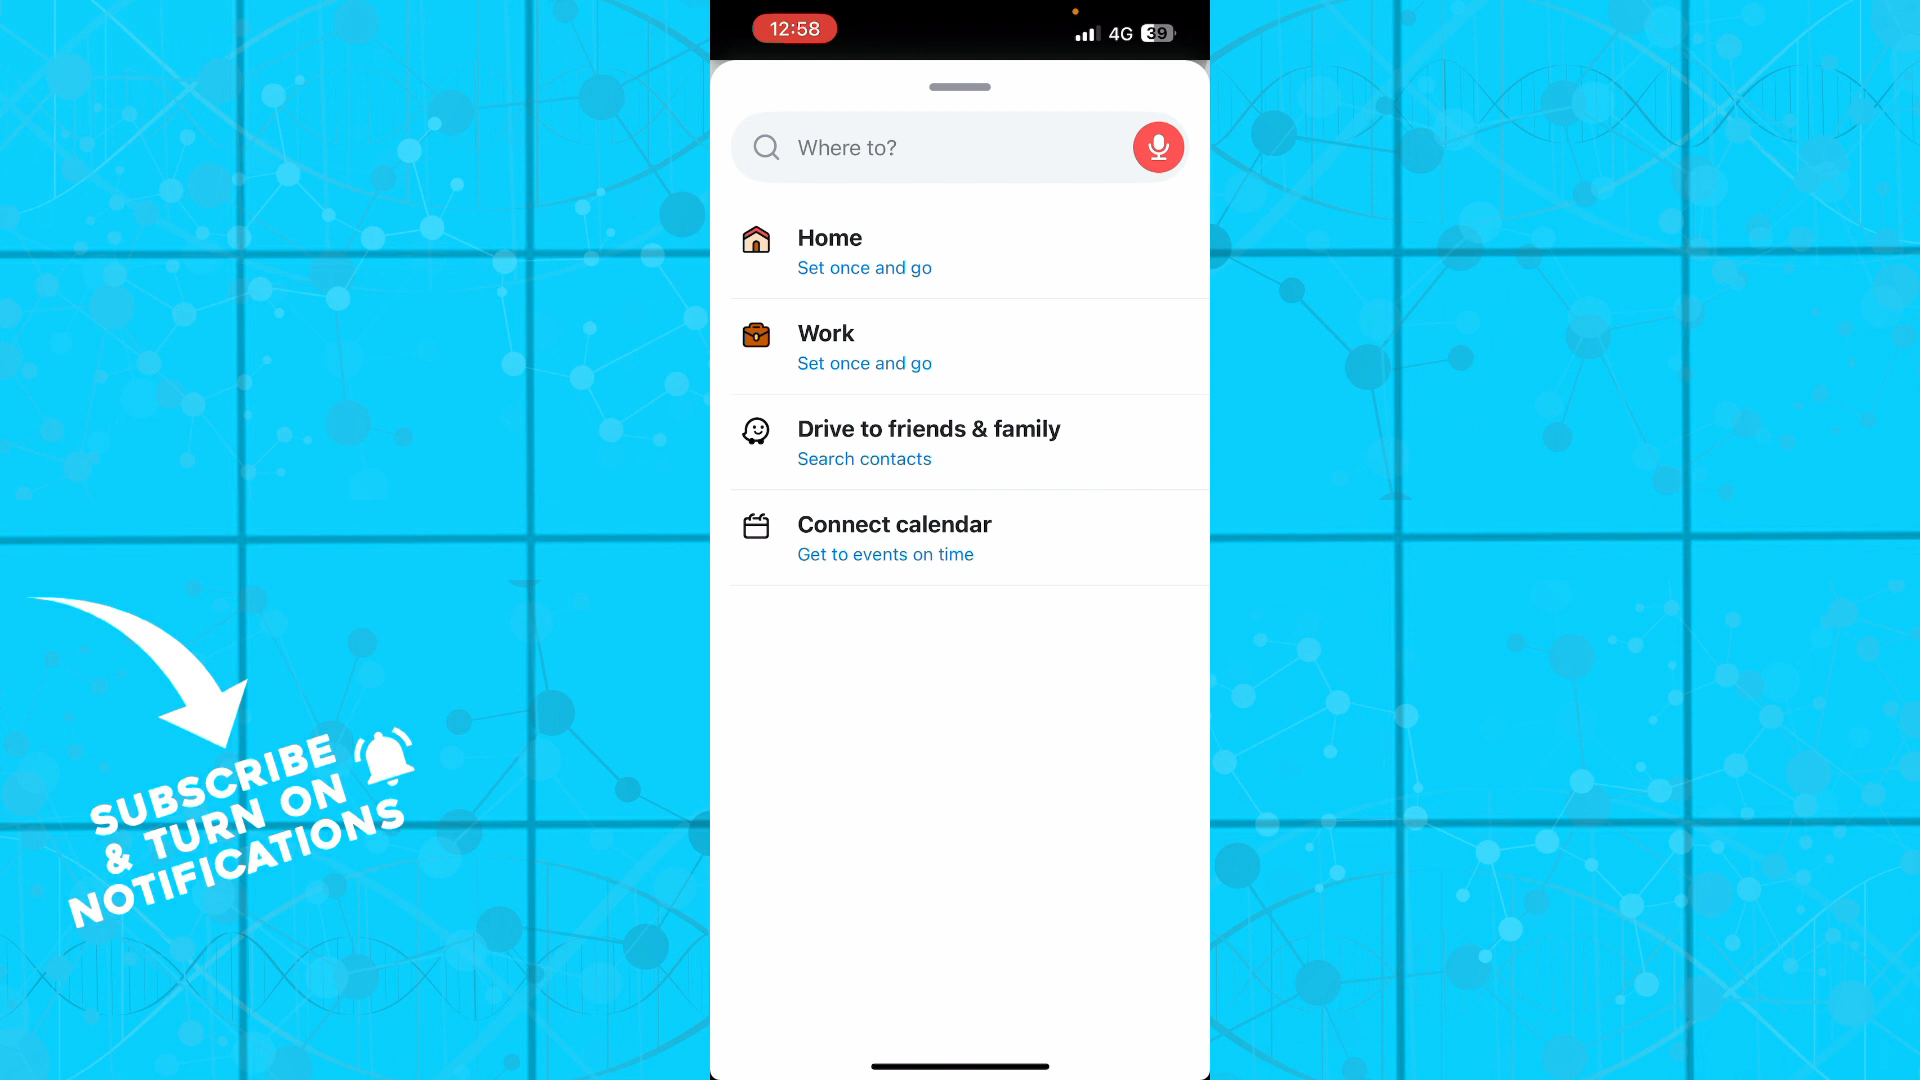 12:58
4G 39
Where to?
Home
Set once and go
Work
Set once and go
Drive to friends & family
Search contacts
Connect calendar
Get to events on time
SUBSCRIBE
& TURN ON
NOTIFICATIONS